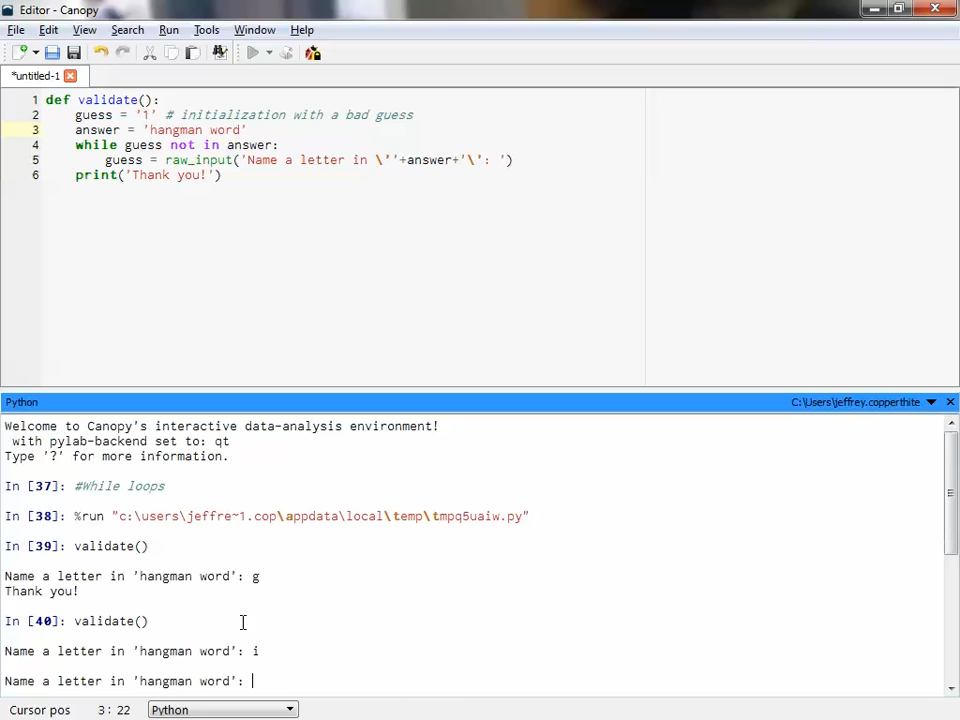 Editor - Canopy
File Edit View Search Run Tools Window Help
*untitled-1
1 def validate():
2     guess = '1' # initialization with a bad guess
3     answer = 'hangman word'
4     while guess not in answer:
5         guess = raw_input('Name a letter in \''+answer+'\': ')
6     print('Thank you!')
Python C:\Users\jeffrey.copperthite
Welcome to Canopy's interactive data-analysis environment!
 with pylab-backend set to: qt
Type '?' for more information.
In [37]: #While loops
In [38]: %run "c:\users\jeffre~1.cop\appdata\local\temp\tmpq5uaiw.py"
In [39]: validate()
Name a letter in 'hangman word': g
Thank you!
In [40]: validate()
Name a letter in 'hangman word': i
Name a letter in 'hangman word':
Cursor pos 3 : 22 Python